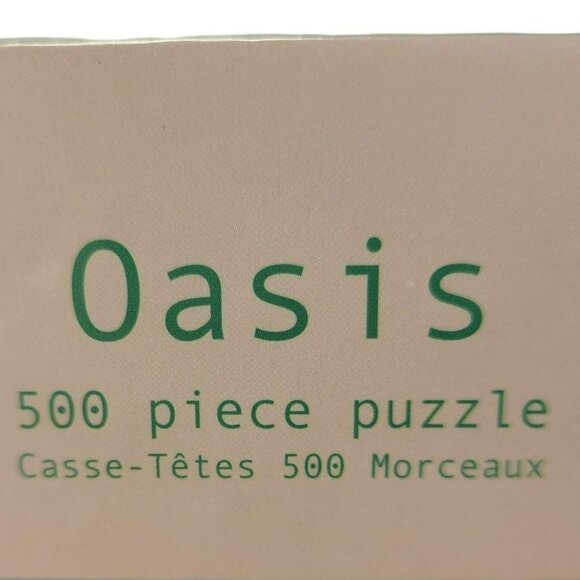 Oasis
500 piece puzzle
Casse-Têtes 500 Morceaux